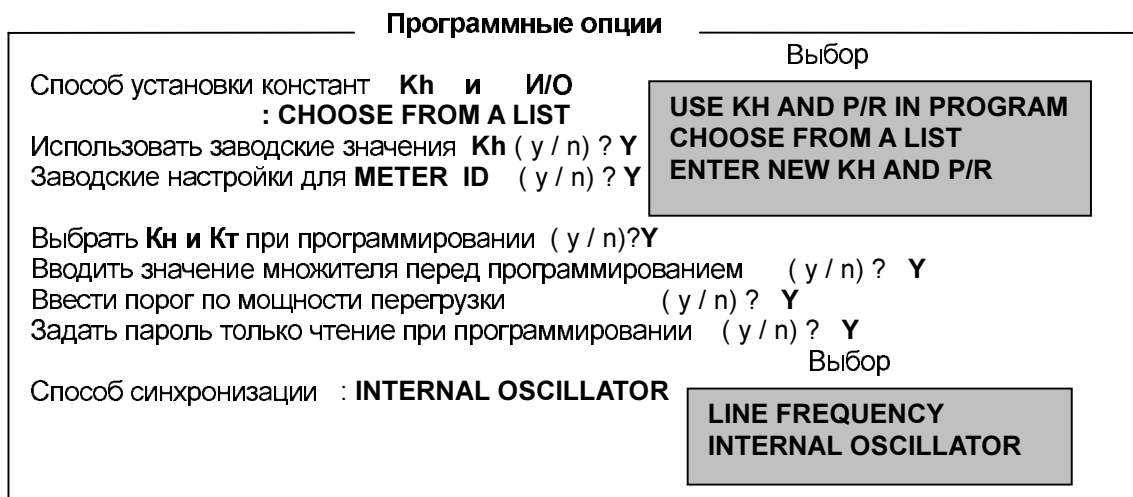 Программные опции
Выбор
Способ установки констант Kh и И/О
: CHOOSE FROM A LIST
USE KH AND P/R IN PROGRAM
CHOOSE FROM A LIST
ENTER NEW KH AND P/R
Использовать заводские значения Kh ( y / n) ? Y
Заводские настройки для METER ID ( y / n) ? Y
Выбрать Кн и Кт при программировании ( y / n)?Y
Вводить значение множителя перед программированием ( y / n) ? Y
Ввести порог по мощности перегрузки ( y / n) ? Y
Задать пароль только чтение при программировании ( y / n) ? Y
Выбор
Способ синхронизации : INTERNAL OSCILLATOR
LINE FREQUENCY
INTERNAL OSCILLATOR